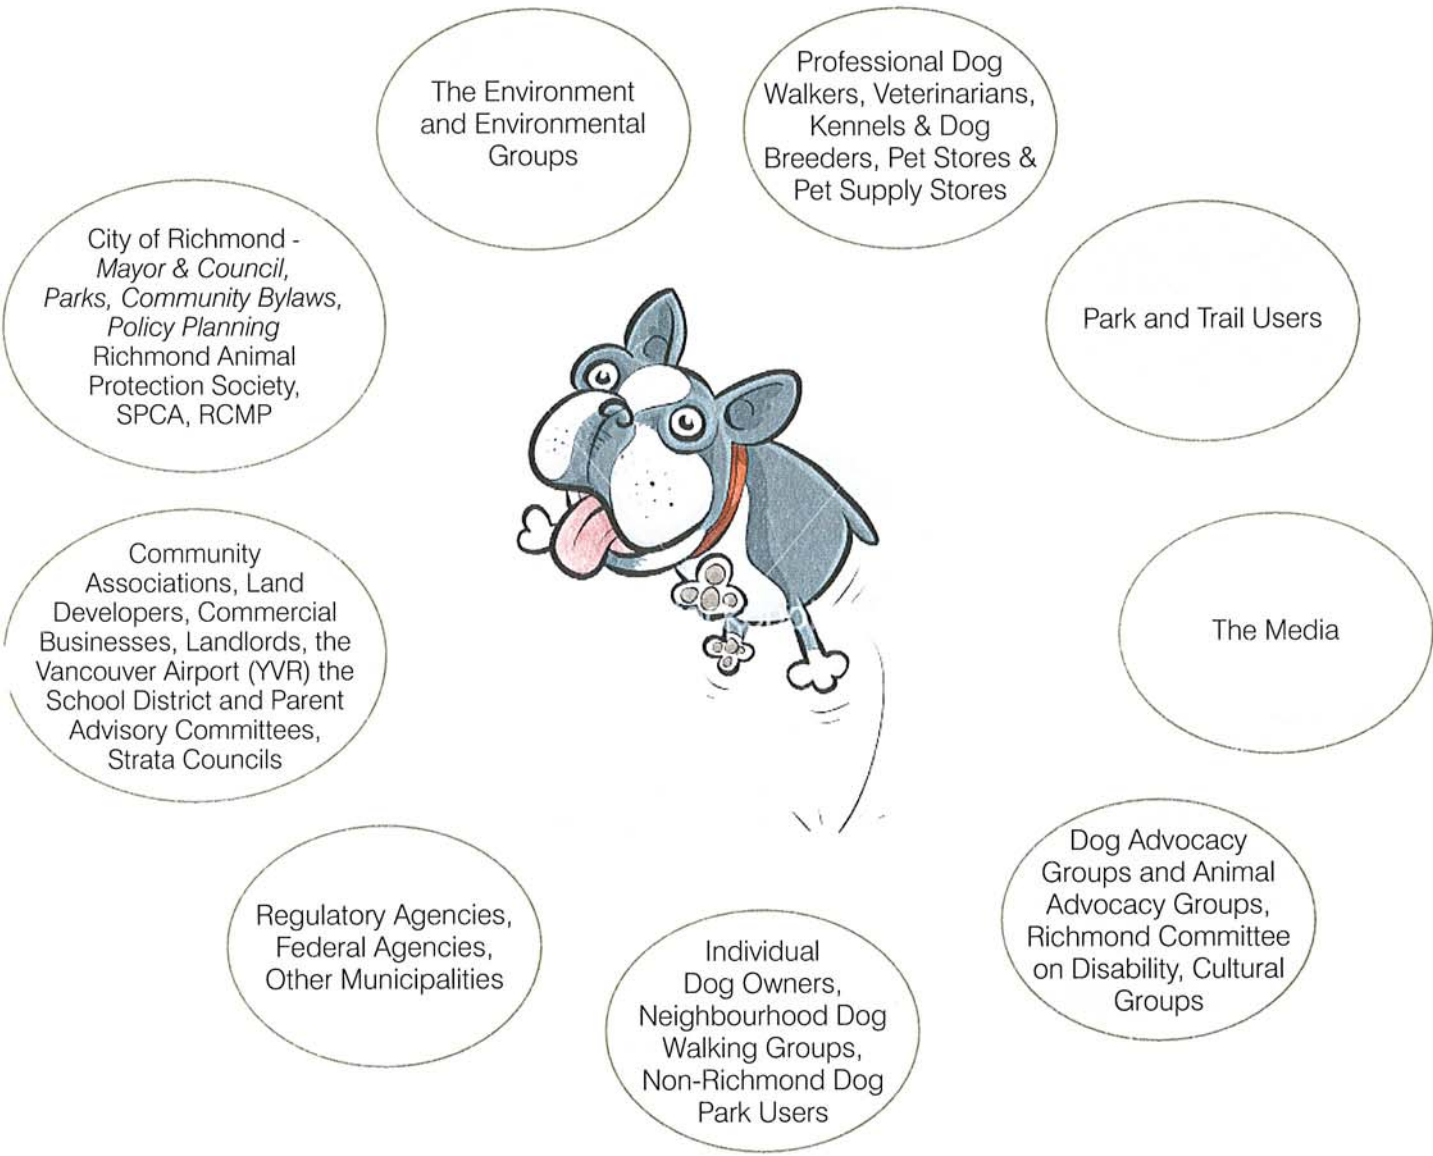 The Environment
and Environmental
Groups
Professional Dog
Walkers, Veterinarians,
Kennels & Dog
Breeders, Pet Stores &
Pet Supply Stores
City of Richmond -
Mayor & Council,
Parks, Community Bylaws,
Policy Planning
Richmond Animal
Protection Society,
SPCA, RCMP
Park and Trail Users
Community
Associations, Land
Developers, Commercial
Businesses, Landlords, the
Vancouver Airport (YVR) the
School District and Parent
Advisory Committees,
Strata Councils
The Media
Regulatory Agencies,
Federal Agencies,
Other Municipalities
Individual
Dog Owners,
Neighbourhood Dog
Walking Groups,
Non-Richmond Dog
Park Users
Dog Advocacy
Groups and Animal
Advocacy Groups,
Richmond Committee
on Disability, Cultural
Groups